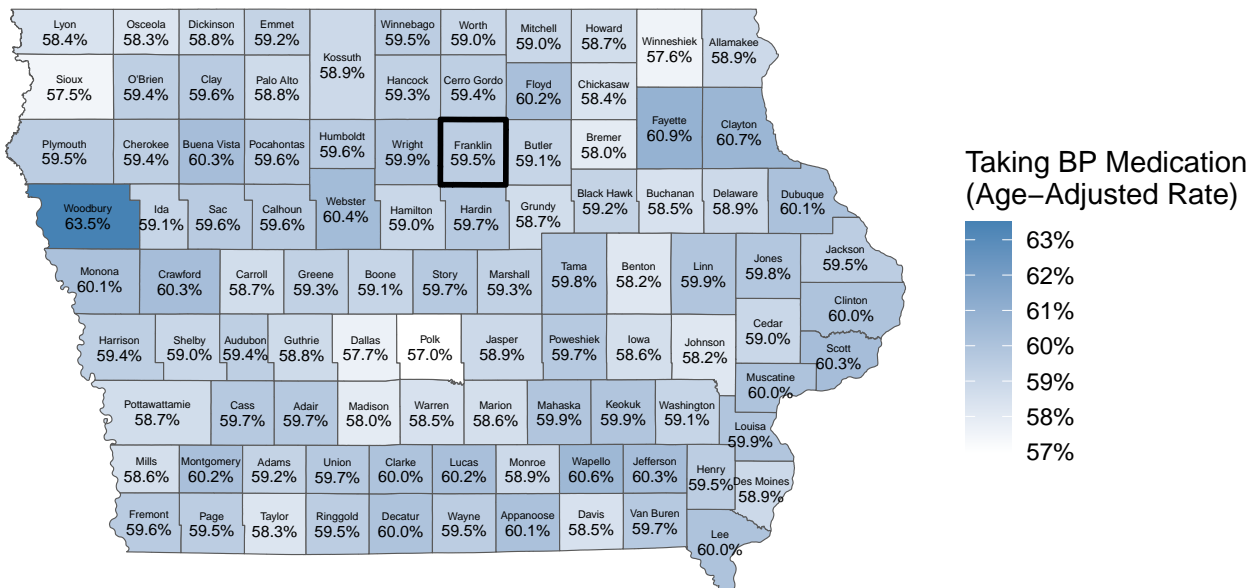 Lyon
58.4%
Osceola
58.3%
Dickinson
58.8%
Emmet
59.2%
Kossuth
58.9%
Winnebago
59.5%
Worth
59.0%
Mitchell
59.0%
Howard
58.7%
Winneshiek
57.6%
Allamakee
58.9%
Sioux
57.5%
O'Brien
59.4%
Clay
59.6%
Palo Alto
58.8%
Hancock
59.3%
Cerro Gordo
59.4%
Floyd
60.2%
Chickasaw
58.4%
Fayette
60.9%
Clayton
60.7%
Plymouth
59.5%
Cherokee
59.4%
Buena Vista
60.3%
Pocahontas
59.6%
Humboldt
59.6%
Wright
59.9%
Franklin
59.5%
Butler
59.1%
Bremer
58.0%
Woodbury
63.5%
Ida
59.1%
Sac
59.6%
Calhoun
59.6%
Webster
60.4%
Hamilton
59.0%
Hardin
59.7%
Grundy
58.7%
Black Hawk
59.2%
Buchanan
58.5%
Delaware
58.9%
Dubuque
60.1%
Monona
60.1%
Crawford
60.3%
Carroll
58.7%
Greene
59.3%
Boone
59.1%
Story
59.7%
Marshall
59.3%
Tama
59.8%
Benton
58.2%
Linn
59.9%
Jones
59.8%
Jackson
59.5%
Clinton
60.0%
Harrison
59.4%
Shelby
59.0%
Audubon
59.4%
Guthrie
58.8%
Dallas
57.7%
Polk
57.0%
Jasper
58.9%
Poweshiek
59.7%
Iowa
58.6%
Johnson
58.2%
Cedar
59.0%
Scott
60.3%
Muscatine
60.0%
Pottawattamie
58.7%
Cass
59.7%
Adair
59.7%
Madison
58.0%
Warren
58.5%
Marion
58.6%
Mahaska
59.9%
Keokuk
59.9%
Washington
59.1%
Louisa
59.9%
Mills
58.6%
Montgomery
60.2%
Adams
59.2%
Union
59.7%
Clarke
60.0%
Lucas
60.2%
Monroe
58.9%
Wapello
60.6%
Jefferson
60.3%
Henry
59.5%
Des Moines
58.9%
Fremont
59.6%
Page
59.5%
Taylor
58.3%
Ringgold
59.5%
Decatur
60.0%
Wayne
59.5%
Appanoose
60.1%
Davis
58.5%
Van Buren
59.7%
Lee
60.0%
Taking BP Medication
(Age−Adjusted Rate)
63%
62%
61%
60%
59%
58%
57%